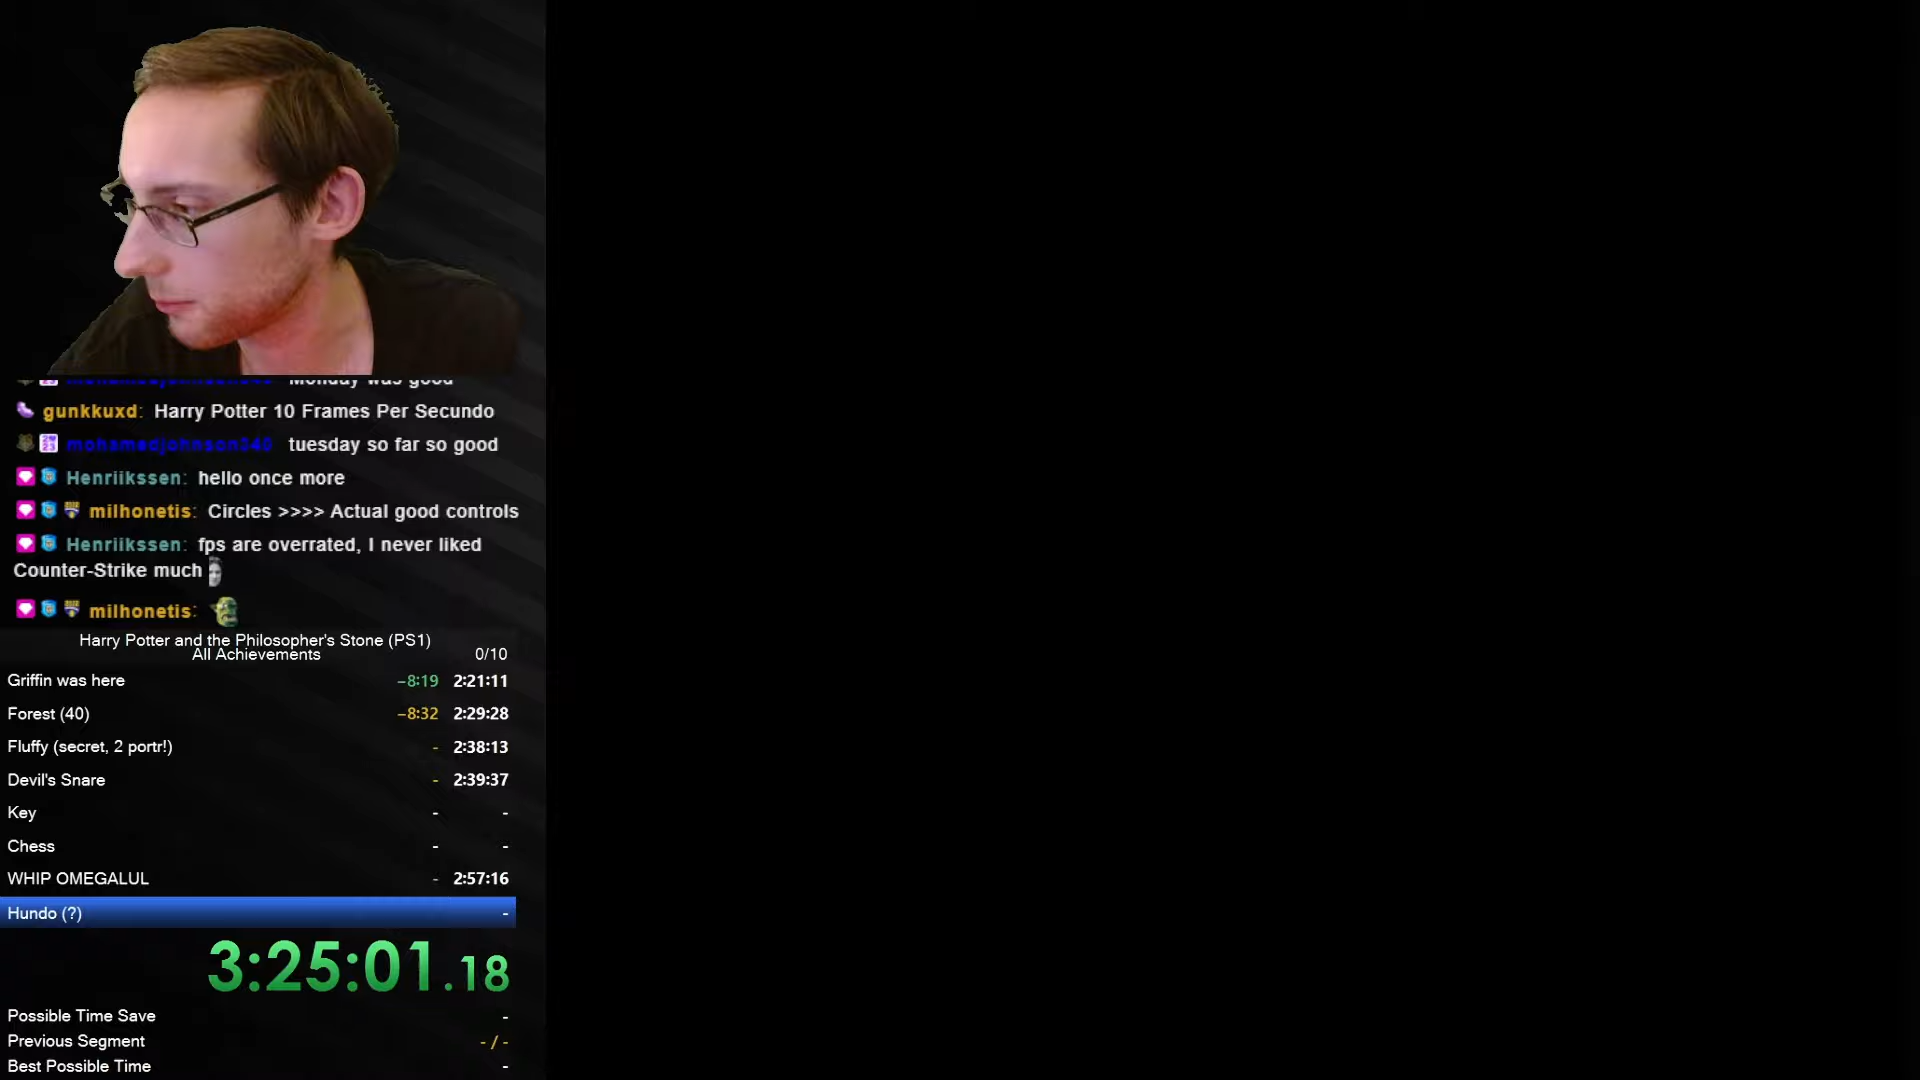 Monday was good
gunkkuxd: Harry Potter 10 Frames Per Secundo
mohamedjohnson840 tuesday so far so good
Henriikssen: hello once more
milhonetis: Circles >>>> Actual good controls
Henriikssen: fps are overrated, I never liked
Counter-Strike much
milhonetis:
Harry Potter and the Philosopher's Stone (PS1)
All Achievements 0/10
Griffin was here −8:19 2:21:11
Forest (40) −8:32 2:29:28
Fluffy (secret, 2 portr!) - 2:38:13
Devil's Snare - 2:39:37
Key - -
Chess - -
WHIP OMEGALUL - 2:57:16
Hundo (?) -
3:25:01.18
Possible Time Save -
Previous Segment - / -
Best Possible Time -